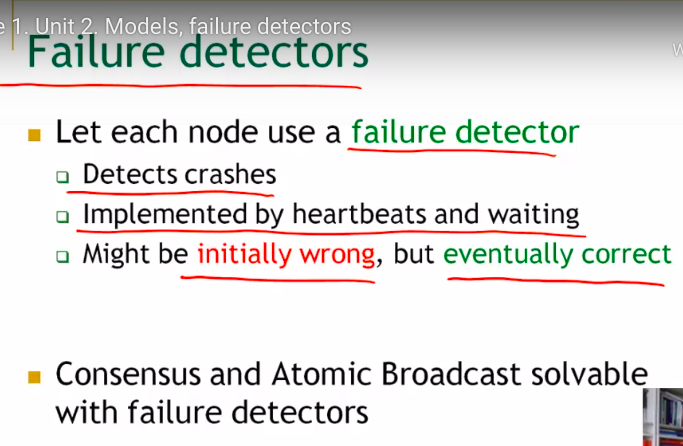 e 1. Unit 2. Models, failure detectors
Failure detectors
Let each node use a failure detector
Detects crashes
Implemented by heartbeats and waiting
Might be initially wrong, but eventually correct
Consensus and Atomic Broadcast solvable
with failure detectors